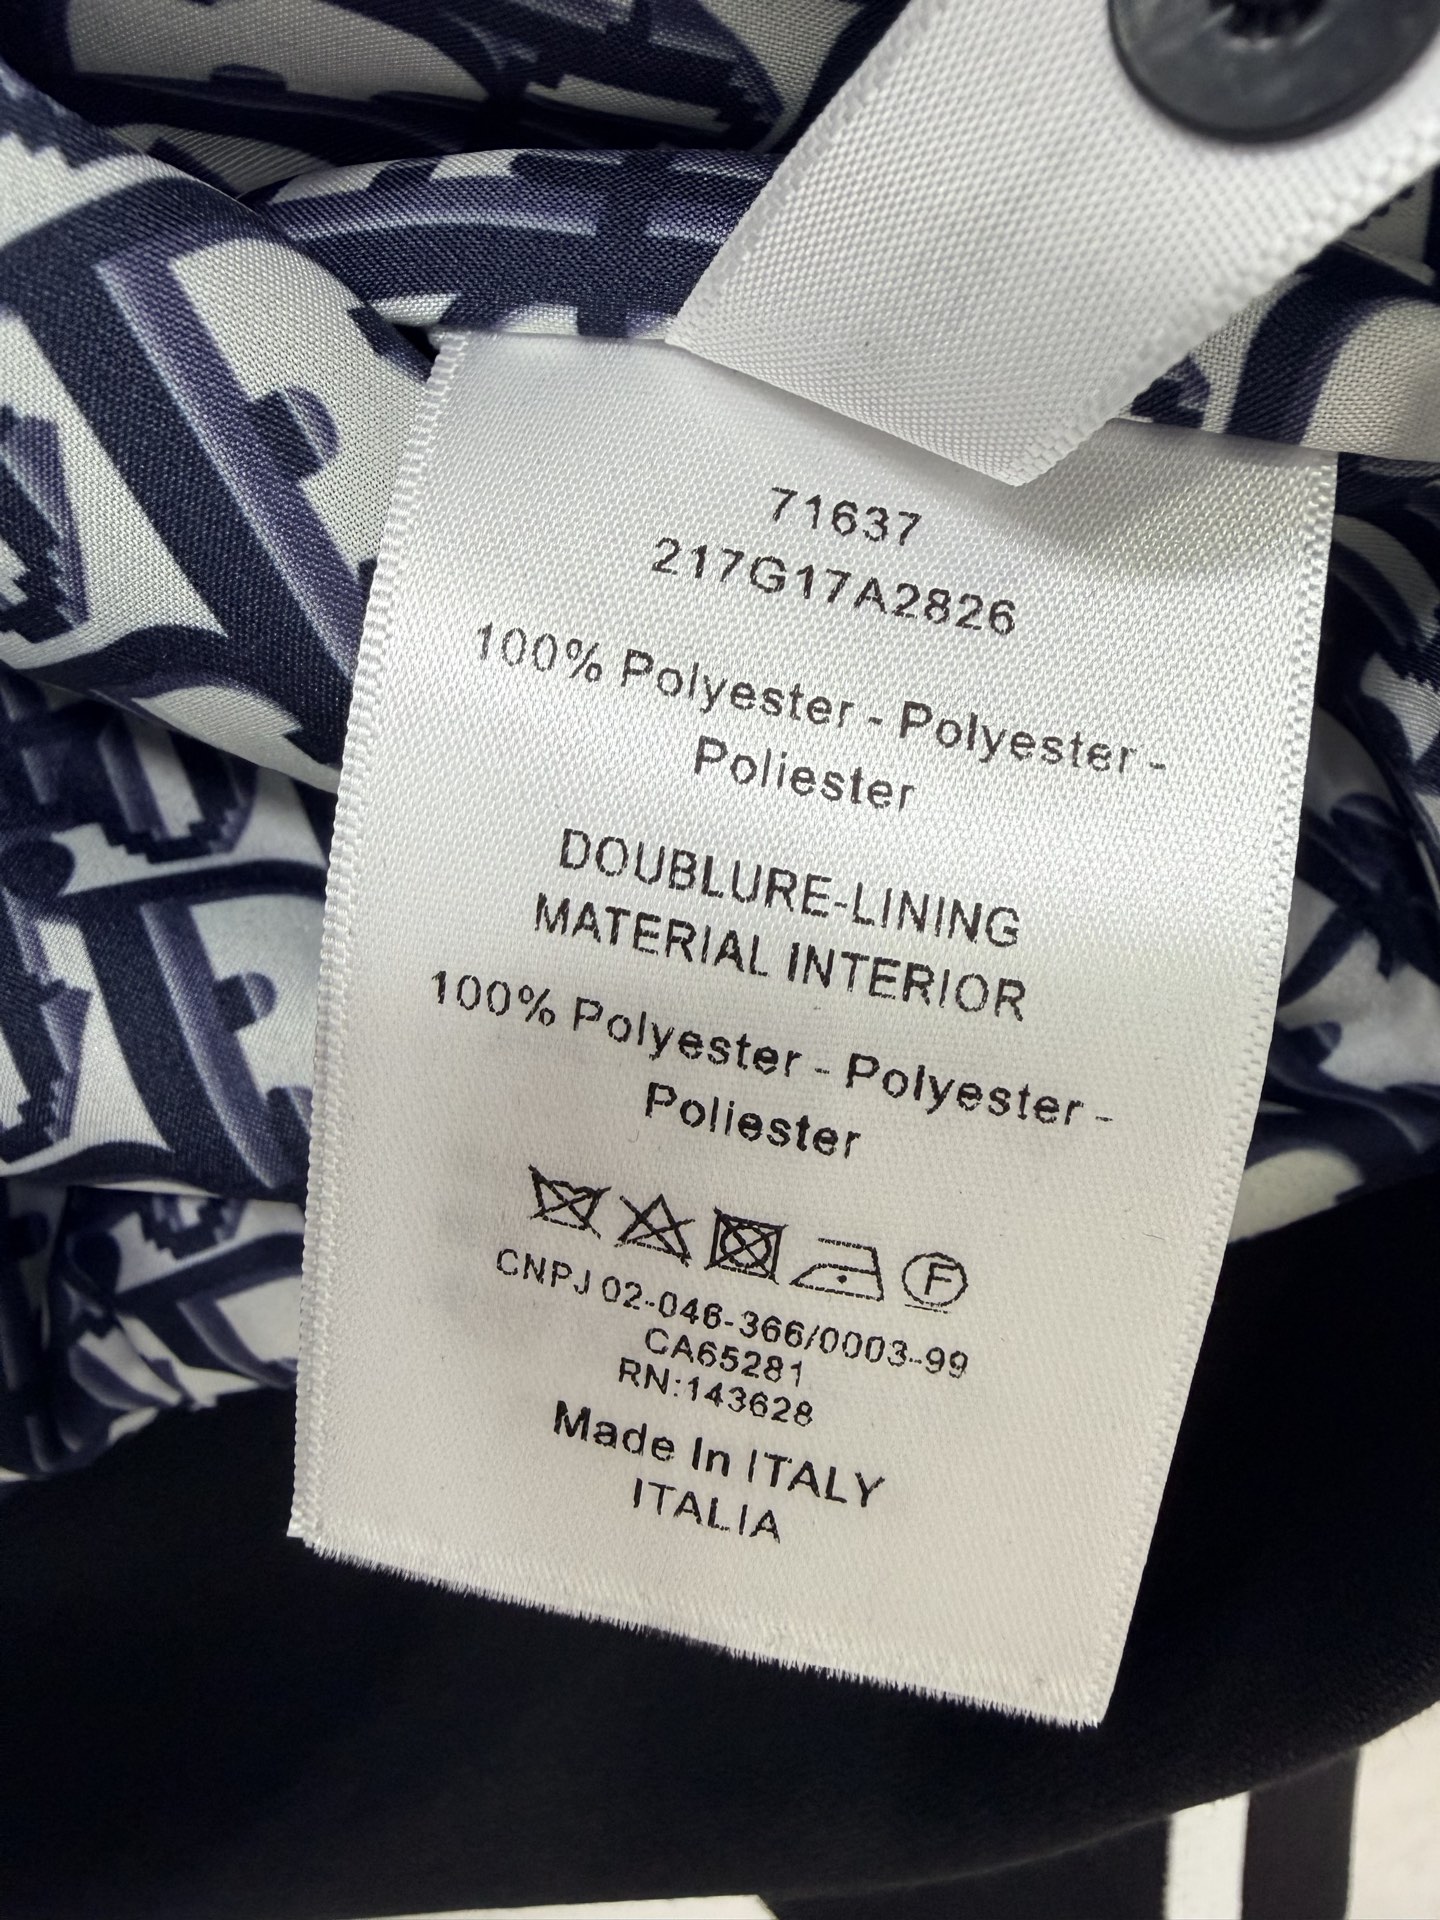 71637
217G17A2826
100% Polyester - Polyester -
Poliester
DOUBLURE-LINING
MATERIAL INTERIOR
100% Polyester - Polyester -
Poliester
F
CNPJ 02-046-366/0003-99
CA65281
RN:143628
Made In ITALY
ITALIA